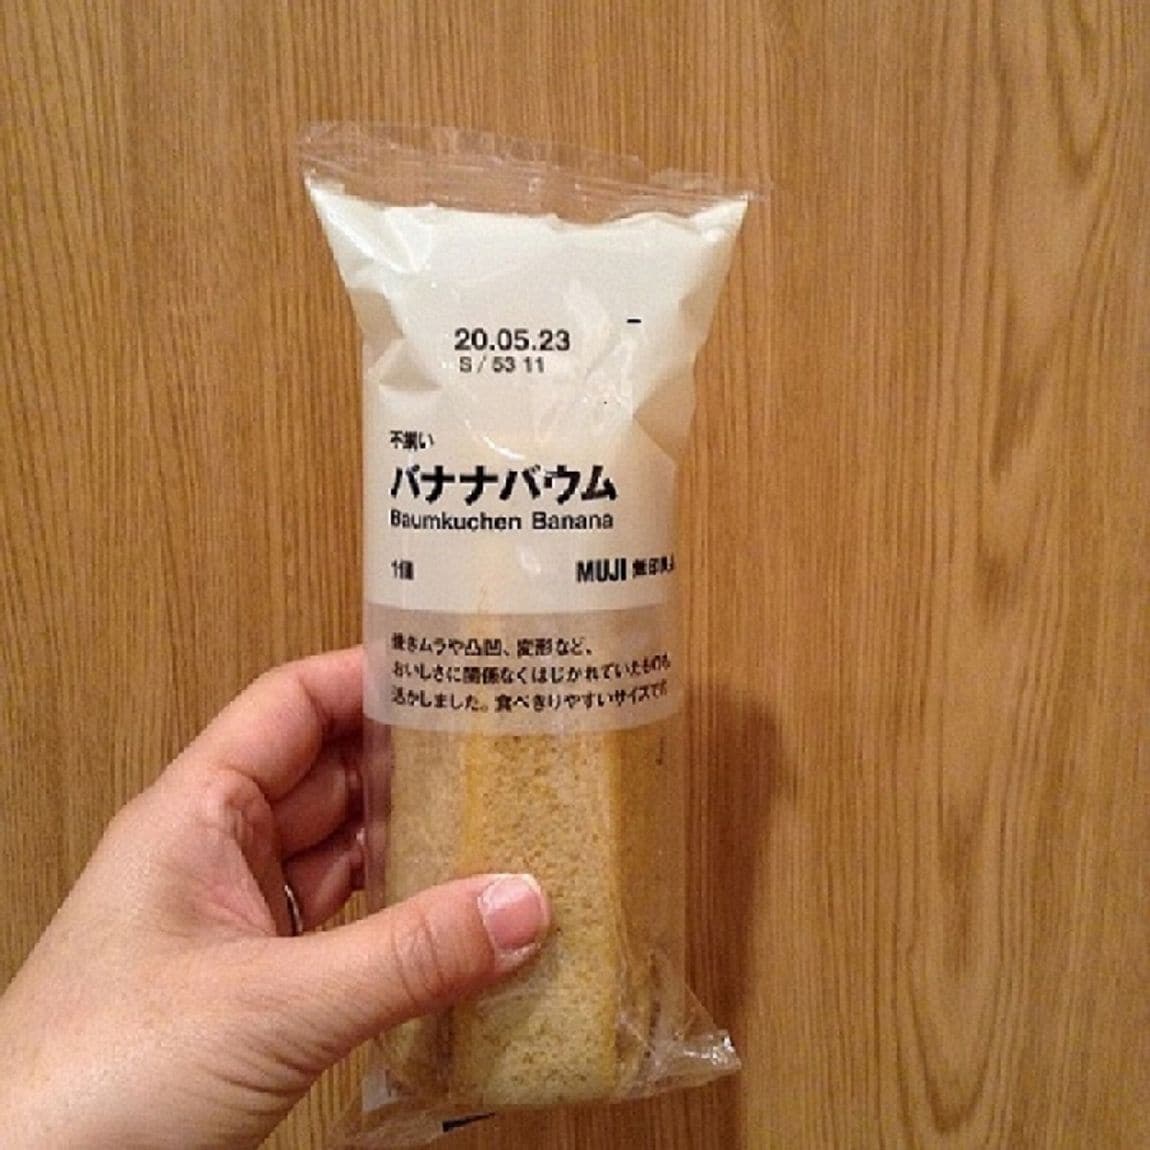 20.05.23
S / 53 11
不揃い
バナナバウム
Baumkuchen Banana
1個
MUJI 無印良品
焼きムラや凸凹、変形など、
おいしさに関係なくはじかれていたものも
活かしました。食べきりやすいサイズです